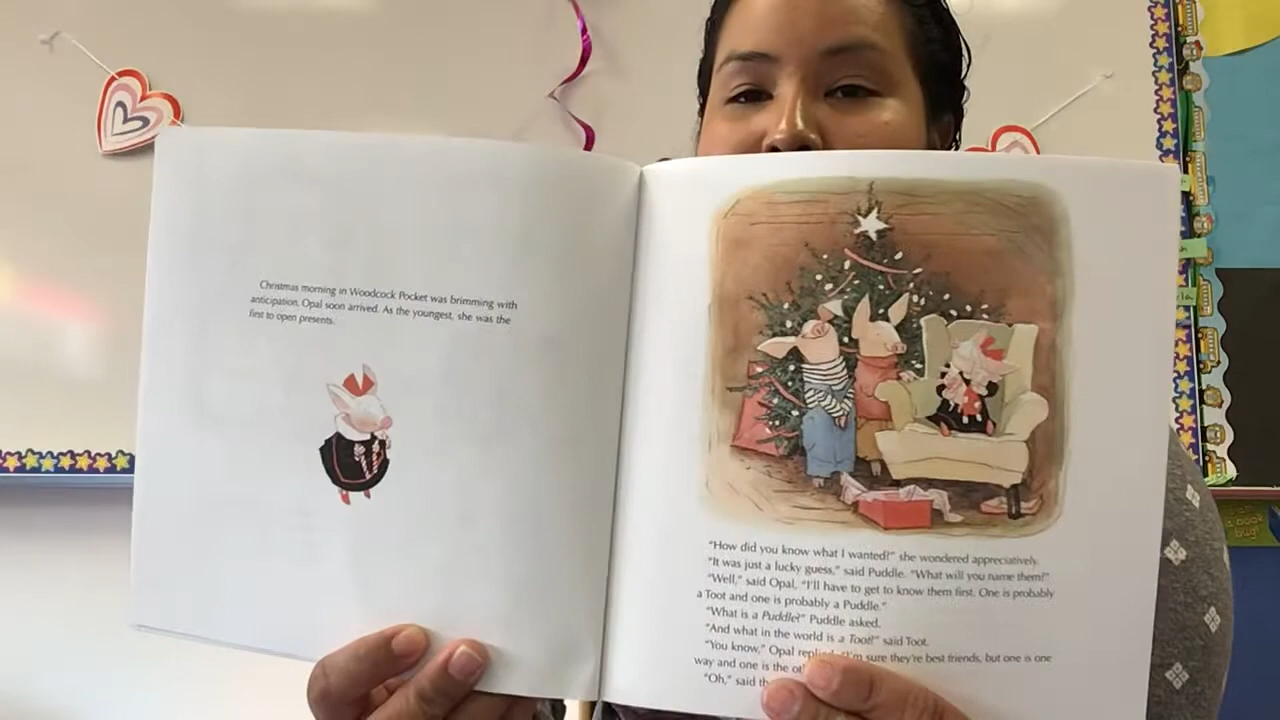 Christmas morning in Woodcock Pocket was brimming with
anticipation. Opal soon arrived. As the youngest, she was the
first to open presents.
"How did you know what I wanted?" she wondered appreciatively.
"It was just a lucky guess," said Puddle. "What will you name them?"
"Well," said Opal, "I'll have to get to know them first. One is probably
a Toot and one is probably a Puddle."
"What is a Puddle?" Puddle asked.
"And what in the world is a Toot?" said Toot.
"You know," Opal replied. "I'm sure they're best friends, but one is one
way and one is the
"Oh," said
a book
bug!